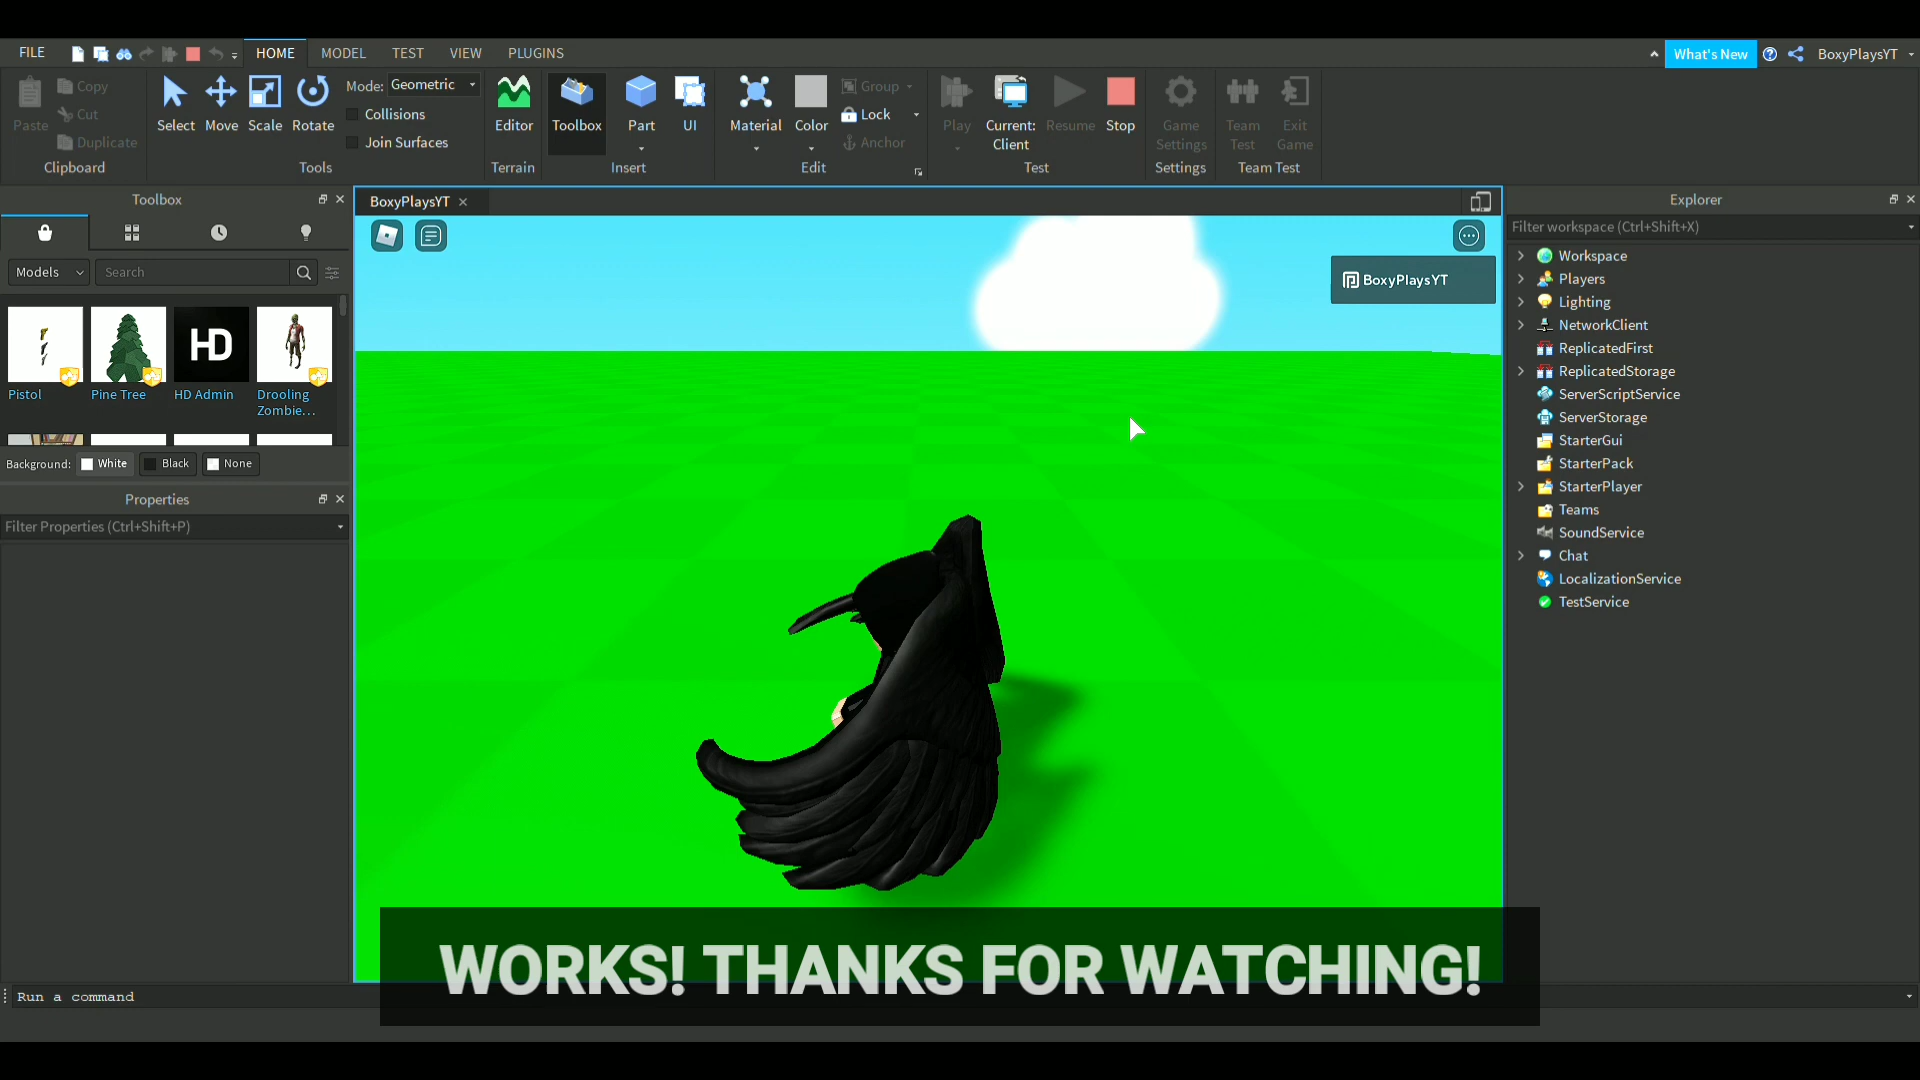 FILE HOME MODEL TEST VIEW PLUGINS What's New BoxyPlaysYT
Paste Copy Cut Duplicate Clipboard
Select Move Scale Rotate Mode: Geometric Collisions Join Surfaces Tools
Editor Terrain
Toolbox Part UI Insert
Material Color Group Lock Anchor Edit
Play Current: Client Resume Stop Test
Game Settings Settings
Team Test Exit Game Team Test
Toolbox
Models Search
Pistol Pine Tree HD HD Admin Drooling
Zombie...
Background: White Black None
Properties
Filter Properties (Ctrl+Shift+P)
BoxyPlaysYT
BoxyPlaysYT
WORKS! THANKS FOR WATCHING!
Run a command
Explorer
Filter workspace (Ctrl+Shift+X)
Workspace
Players
Lighting
NetworkClient
ReplicatedFirst
ReplicatedStorage
ServerScriptService
ServerStorage
StarterGui
StarterPack
StarterPlayer
Teams
SoundService
Chat
LocalizationService
TestService